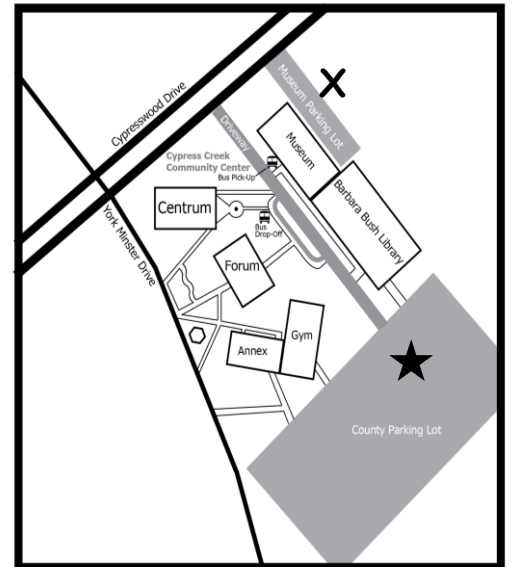 Cypresswood Drive
Museum Parking Lot
Driveway
Museum
Cypress Creek
Community Center
Bus Pick-Up
Barbara Bush Library
Centrum
Bus
Drop-Off
York Minster Drive
Forum
Gym
Annex
County Parking Lot